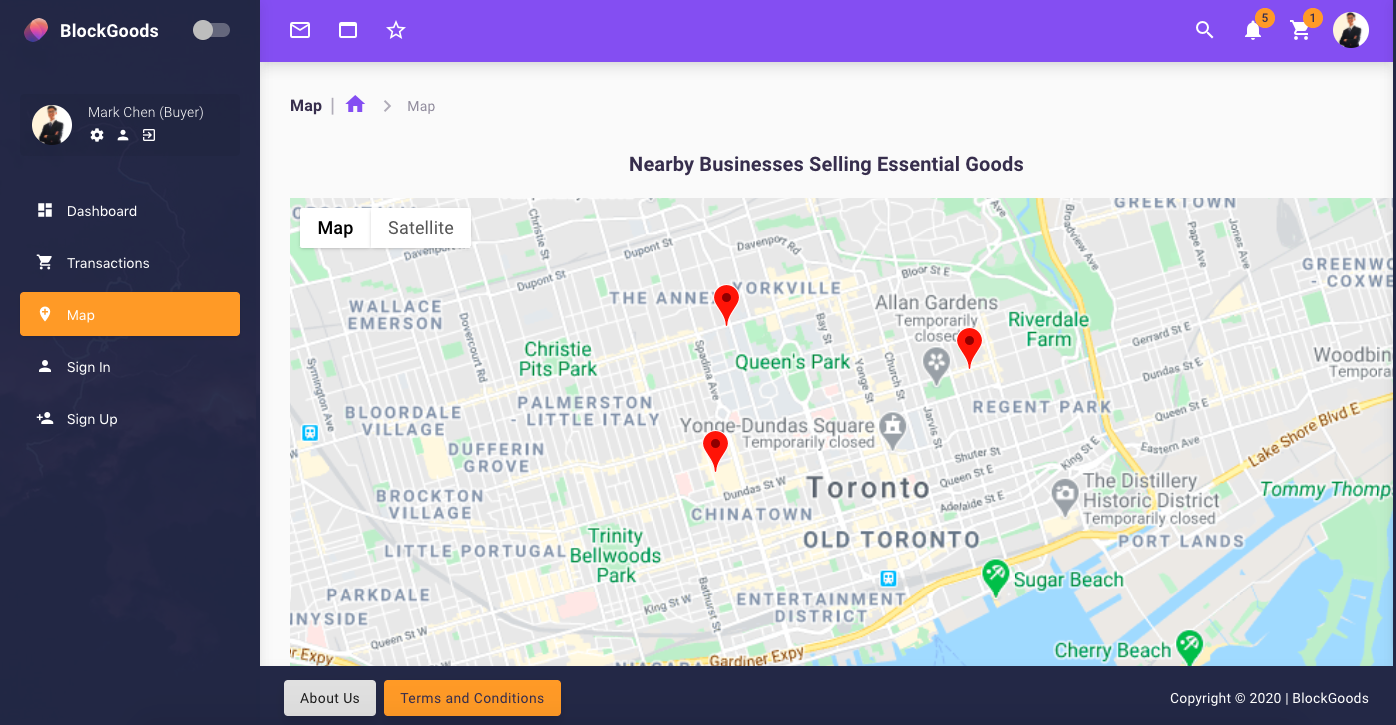 BlockGoods
5
1
Mark Chen (Buyer)
Dashboard
Transactions
Map
Sign In
Sign Up
Map | Map
Nearby Businesses Selling Essential Goods
Map Satellite
GREEKTOWN
Christie St
Dupont St
Davenport Rd
Broadview Ave
Pape Ave
Jones Ave
Dupont St
Bloor St E
GREENWO
- COXWE
THE ANNEX
YORKVILLE
WALLACE
EMERSON
Allan Gardens
Temporarily
closed
Riverdale
Farm
Bay St
Yonge St
Church St
Gerrard St E
Dovercourt Rd
Symington Ave
Spadina Ave
Christie
Pits Park
Queen's Park
Woodbin
Tempora
Dundas St E
PALMERSTON
- LITTLE ITALY
Jarvis St
REGENT PARK
Queen St E
Lake Shore Blvd E
BLOORDALE
VILLAGE
Yonge-Dundas Square
Temporarily closed
Eastern Ave
DUFFERIN
GROVE
Shuter St
King St E
Queen St E
Dundas St W
Toronto
Adelaide St E
The Distillery
Historic District
Temporarily closed
Tommy Thomps
BROCKTON
VILLAGE
CHINATOWN
OLD TORONTO
PORT LANDS
Trinity
Bellwoods
Park
LITTLE PORTUGAL
Sugar Beach
PARKDALE
King St W
Bathurst St
ENTERTAINMENT
DISTRICT
NNYSIDE
Queen St W
Cherry Beach
r Expy
NIAGARA
Gardiner Expy
About Us
Terms and Conditions
Copyright © 2020 | BlockGoods